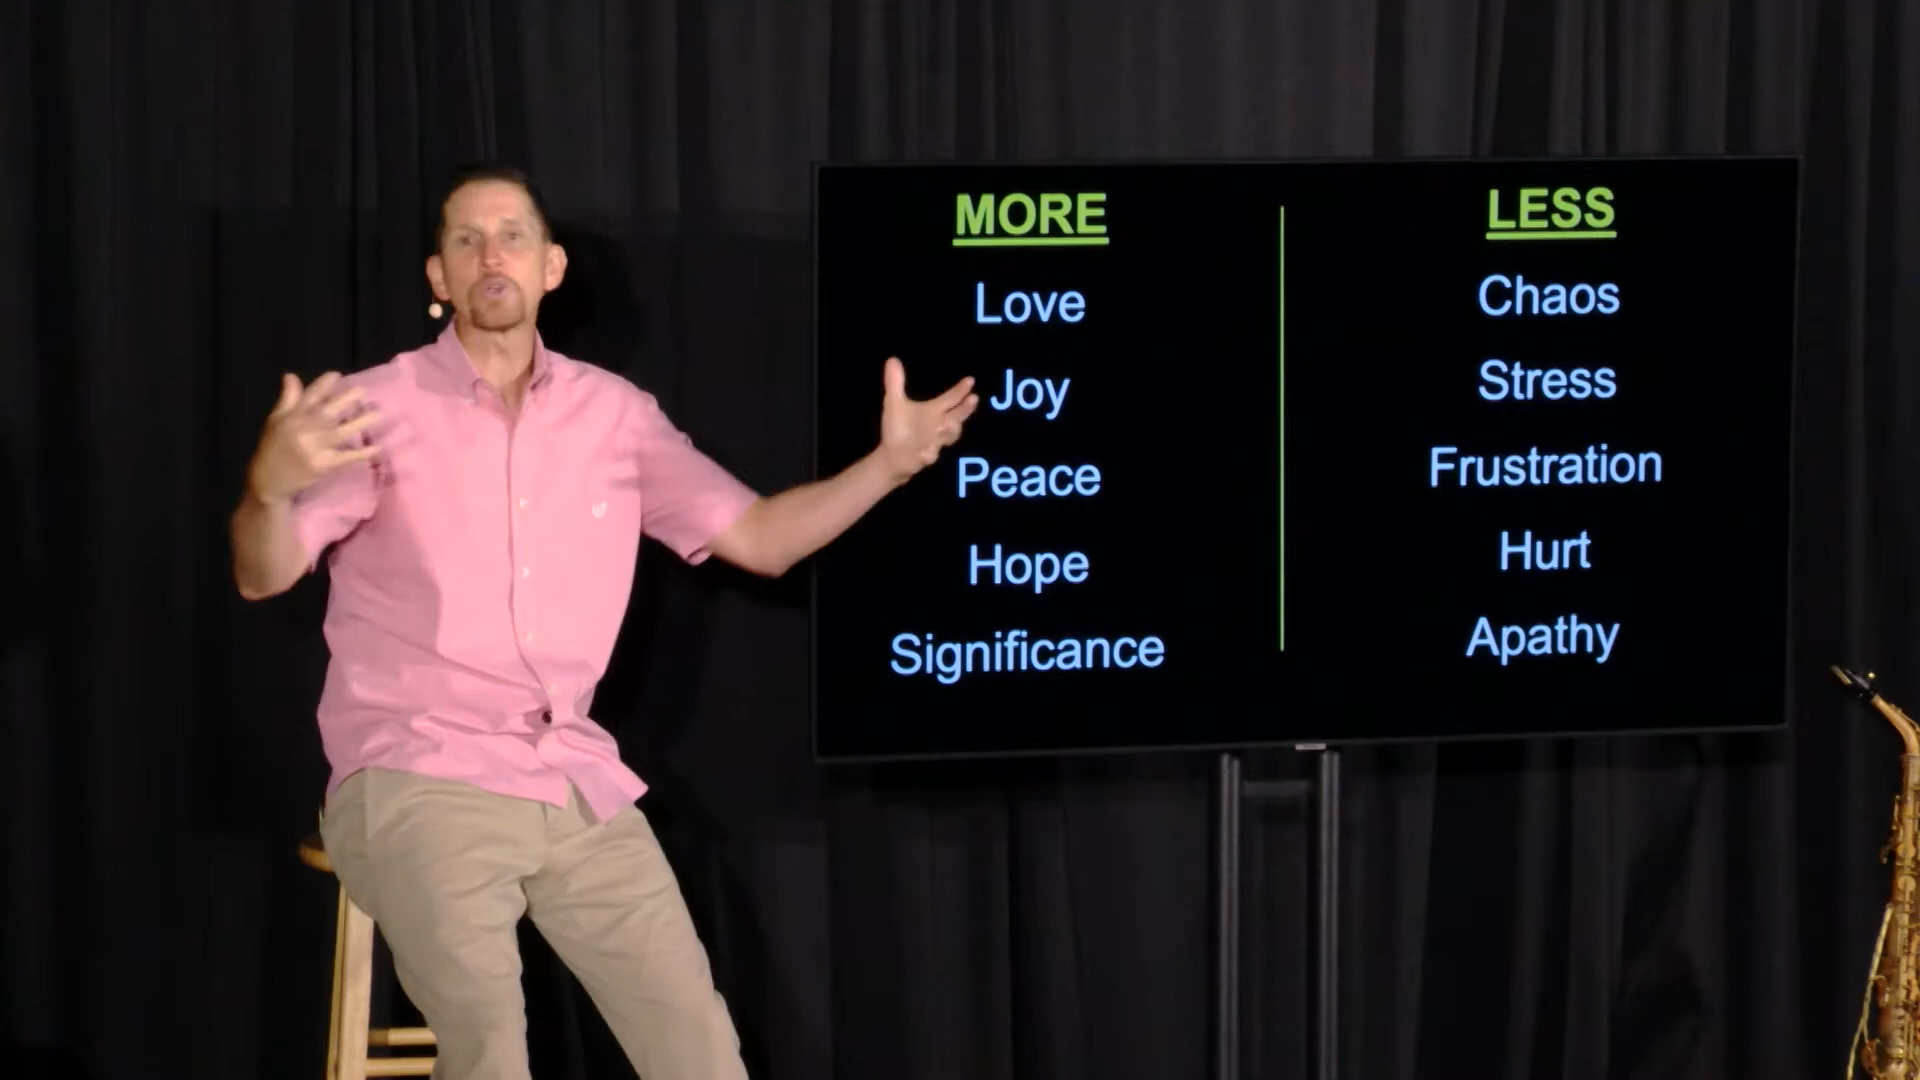 MORE
Love
Joy
Peace
Hope
Significance
LESS
Chaos
Stress
Frustration
Hurt
Apathy